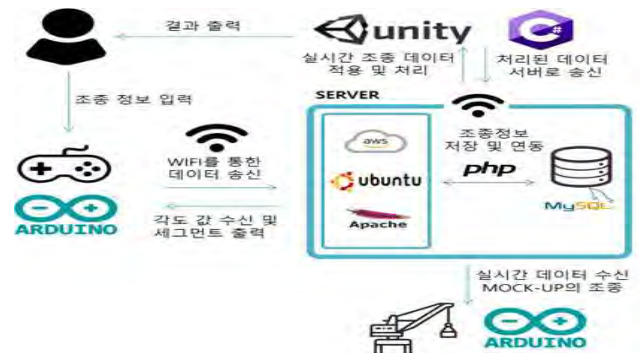 결과 출력
unity
C#
실시간 조종 데이터
적용 및 처리
처리된 데이터
서버로 송신
조종 정보 입력
SERVER
aws
ubuntu
Apache
조종정보
저장 및 연동
php
MySQL
WIFI를 통한
데이터 송신
ARDUINO
각도 값 수신 및
세그먼트 출력
실시간 데이터 수신
MOCK-UP의 조종
ARDUINO